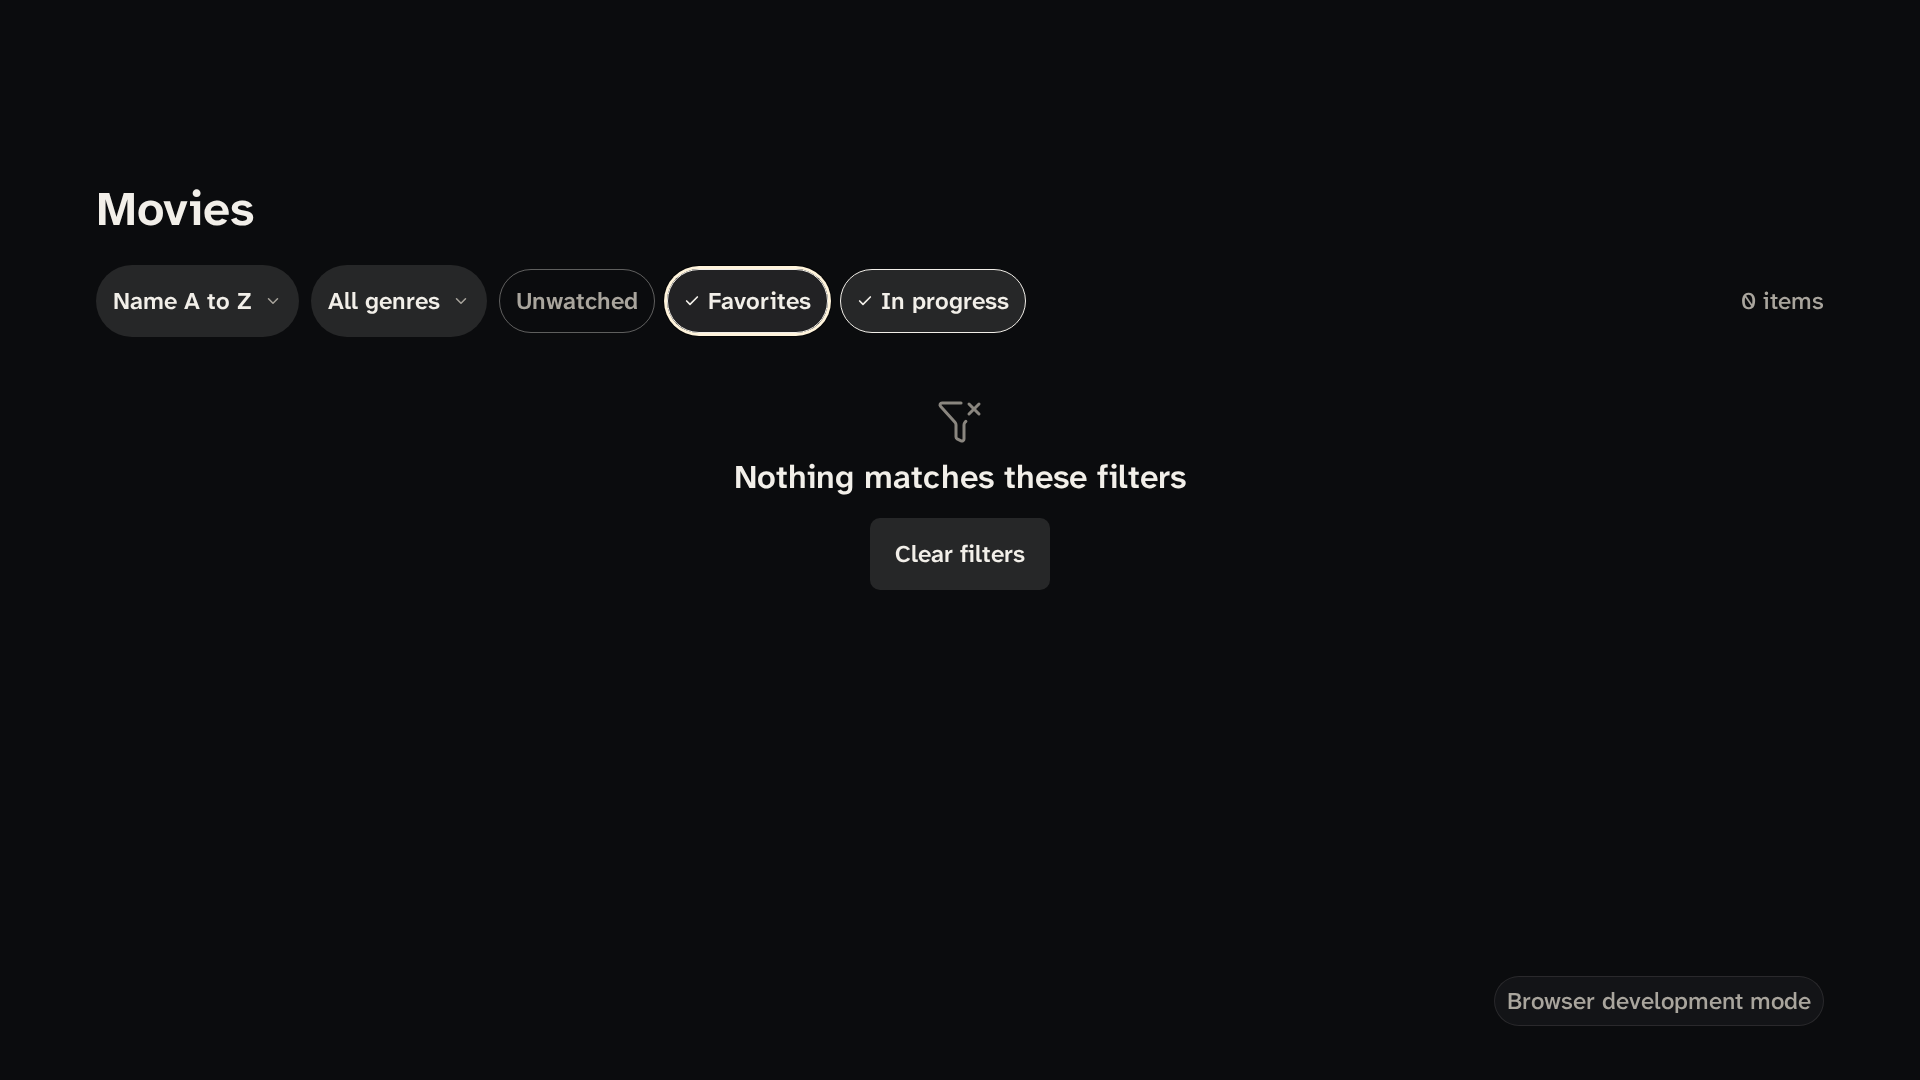 Movies
Name A to Z All genres Unwatched Favorites In progress 0 items
Nothing matches these filters
Clear filters
Browser development mode